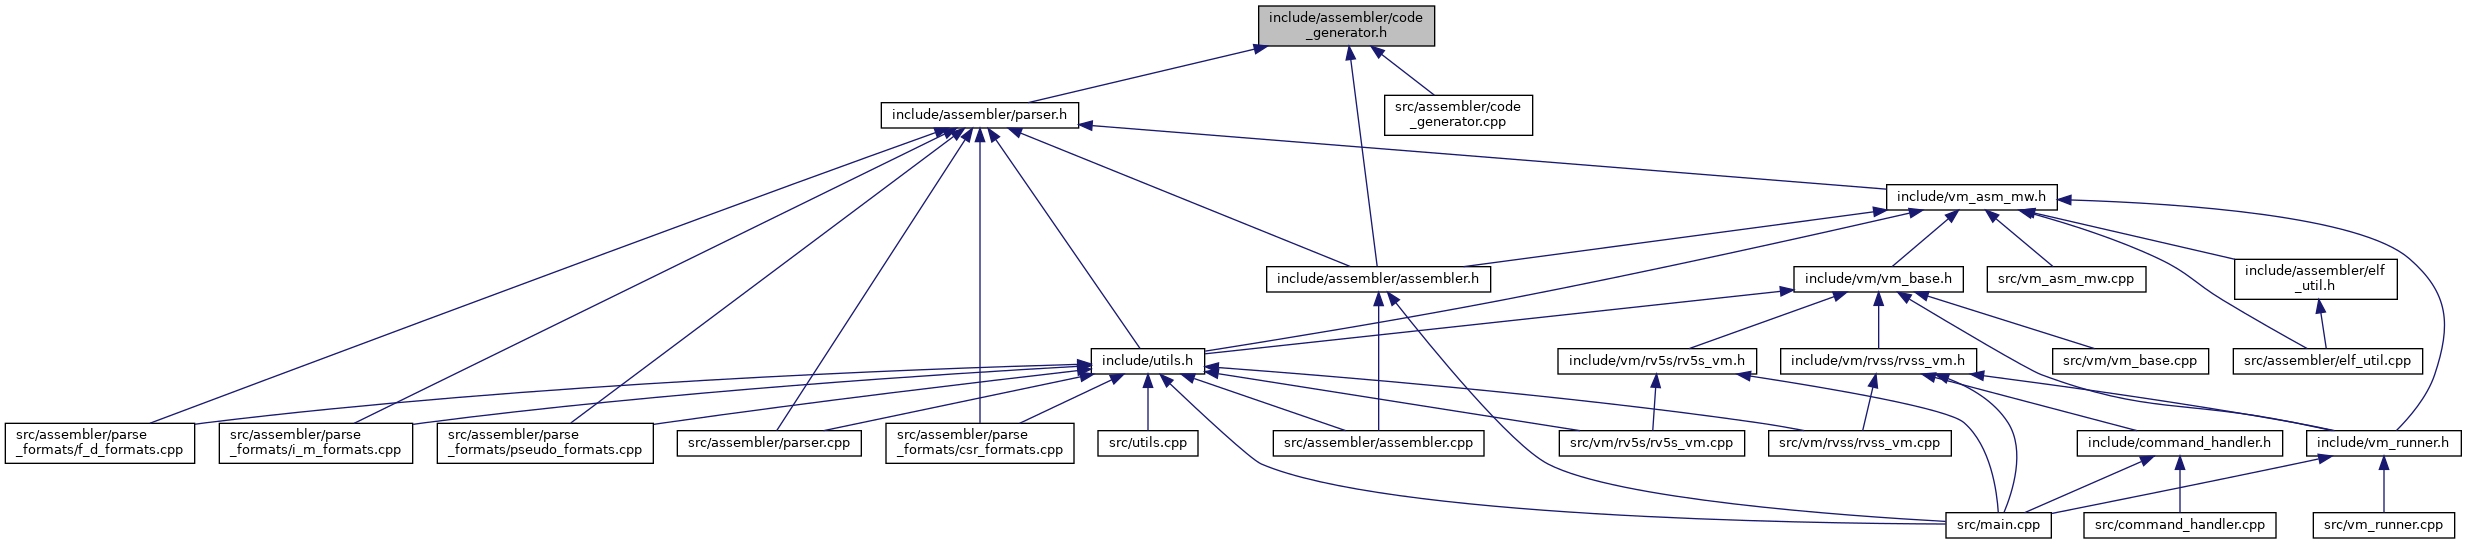 include/assembler/code
_generator.h
include/assembler/parser.h
src/assembler/code
_generator.cpp
include/vm_asm_mw.h
include/assembler/assembler.h
include/vm/vm_base.h
src/vm_asm_mw.cpp
include/assembler/elf
_util.h
include/utils.h
include/vm/rv5s/rv5s_vm.h
include/vm/rvss/rvss_vm.h
src/vm/vm_base.cpp
src/assembler/elf_util.cpp
src/assembler/parse
_formats/f_d_formats.cpp
src/assembler/parse
_formats/i_m_formats.cpp
src/assembler/parse
_formats/pseudo_formats.cpp
src/assembler/parser.cpp
src/assembler/parse
_formats/csr_formats.cpp
src/utils.cpp
src/assembler/assembler.cpp
src/vm/rv5s/rv5s_vm.cpp
src/vm/rvss/rvss_vm.cpp
include/command_handler.h
include/vm_runner.h
src/main.cpp
src/command_handler.cpp
src/vm_runner.cpp